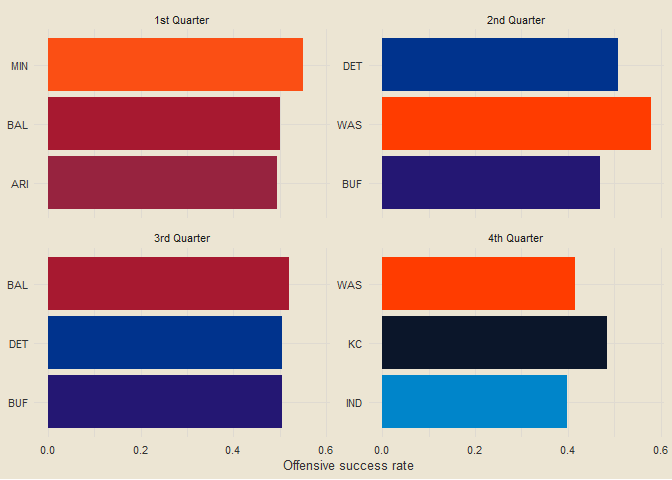 1st Quarter
MIN
BAL
ARI
2nd Quarter
DET
WAS
BUF
3rd Quarter
BAL
DET
BUF
4th Quarter
WAS
KC
IND
0.0 0.2 0.4 0.6
0.0 0.2 0.4 0.6
Offensive success rate